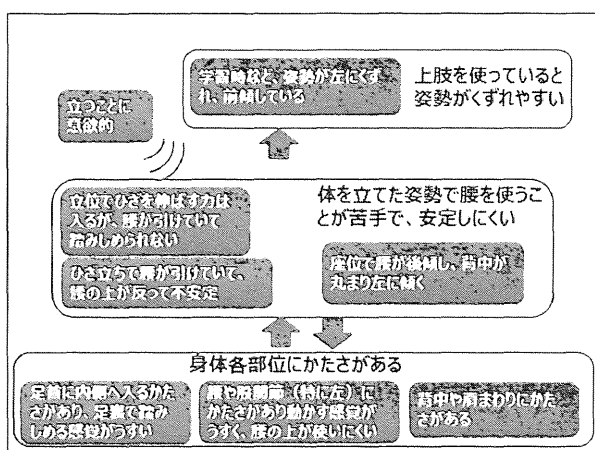 学習時など、姿勢が左にくず
れ、前傾している
上肢を使っていると
姿勢がくずれやすい
立つことに
意欲的
立位でひざを伸ばす力は
入るが、腰が引けていて
踏みしめられない
体を立てた姿勢で腰を使うこ
とが苦手で、安定しにくい
ひざ立ちで腰が引けていて、
腰の上が反って不安定
座位で腰が後傾し、背中が
丸まり左に傾く
身体各部位にかたさがある
足首に内側へ入るかた
さがあり、足裏で踏み
しめる感覚がうすい
腰や股関節（特に左）に
かたさがあり動かす感覚が
うすく、腰の上が使いにくい
背中や肩まわりにかた
さがある